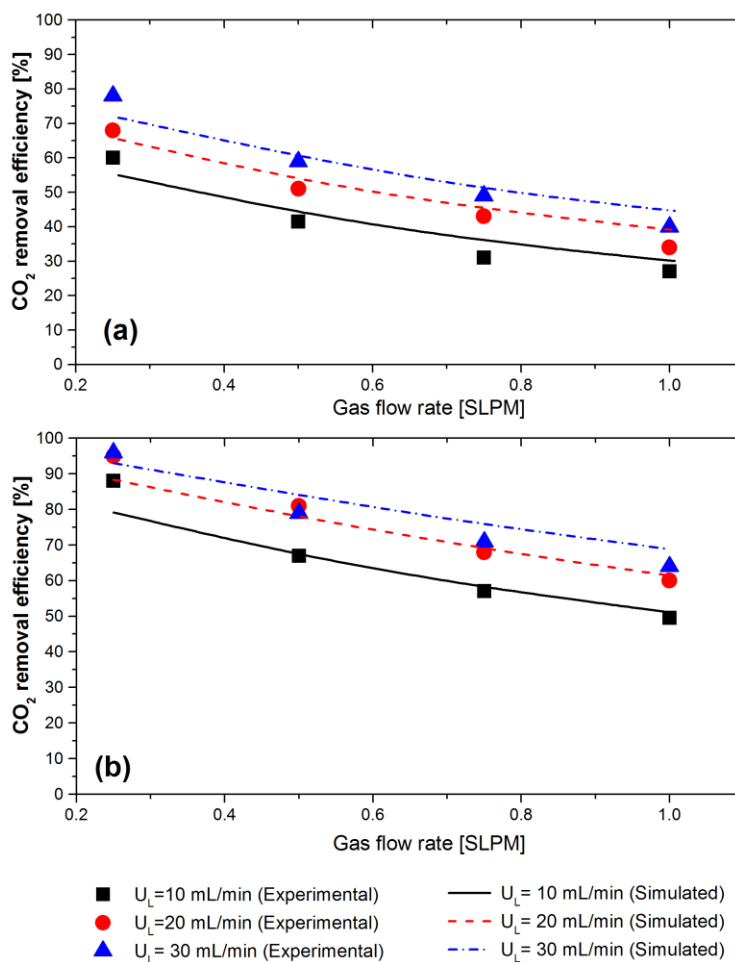 100
90
80
70
60
50
40
30
20
10
0
CO2 removal efficiency [%]
(a)
0.2 0.4 0.6 0.8 1.0
Gas flow rate [SLPM]
100
90
80
70
60
50
40
30
20
10
0
CO2 removal efficiency [%]
(b)
0.2 0.4 0.6 0.8 1.0
Gas flow rate [SLPM]
UL=10 mL/min (Experimental) UL= 10 mL/min (Simulated)
UL=20 mL/min (Experimental) UL= 20 mL/min (Simulated)
UL= 30 mL/min (Experimental) UL= 30 mL/min (Simulated)